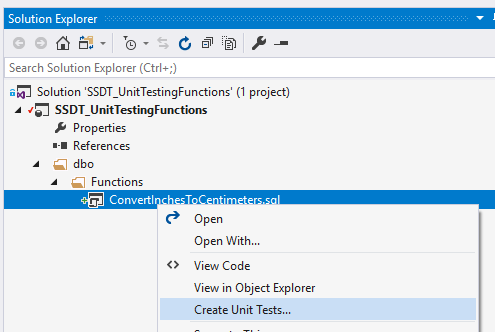 Solution Explorer
Search Solution Explorer (Ctrl+;)
Solution 'SSDT_UnitTestingFunctions' (1 project)
SSDT_UnitTestingFunctions
Properties
References
dbo
Functions
ConvertInchesToCentimeters.sql
Open
Open With...
View Code
View in Object Explorer
Create Unit Tests...